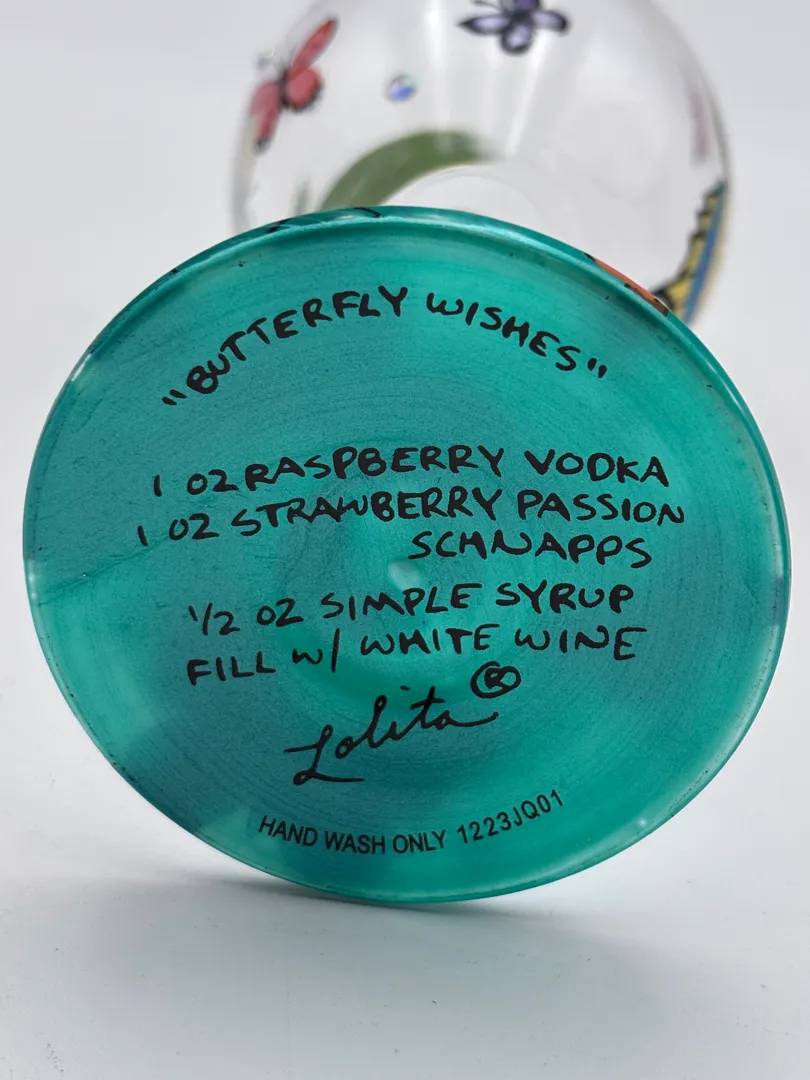 "BUTTERFLY WISHES"
1 OZ RASPBERRY VODKA
1 OZ STRAWBERRY PASSION
SCHNAPPS
1/2 OZ SIMPLE SYRUP
FILL W/ WHITE WINE
Lolita ®
HAND WASH ONLY 1223JQ01